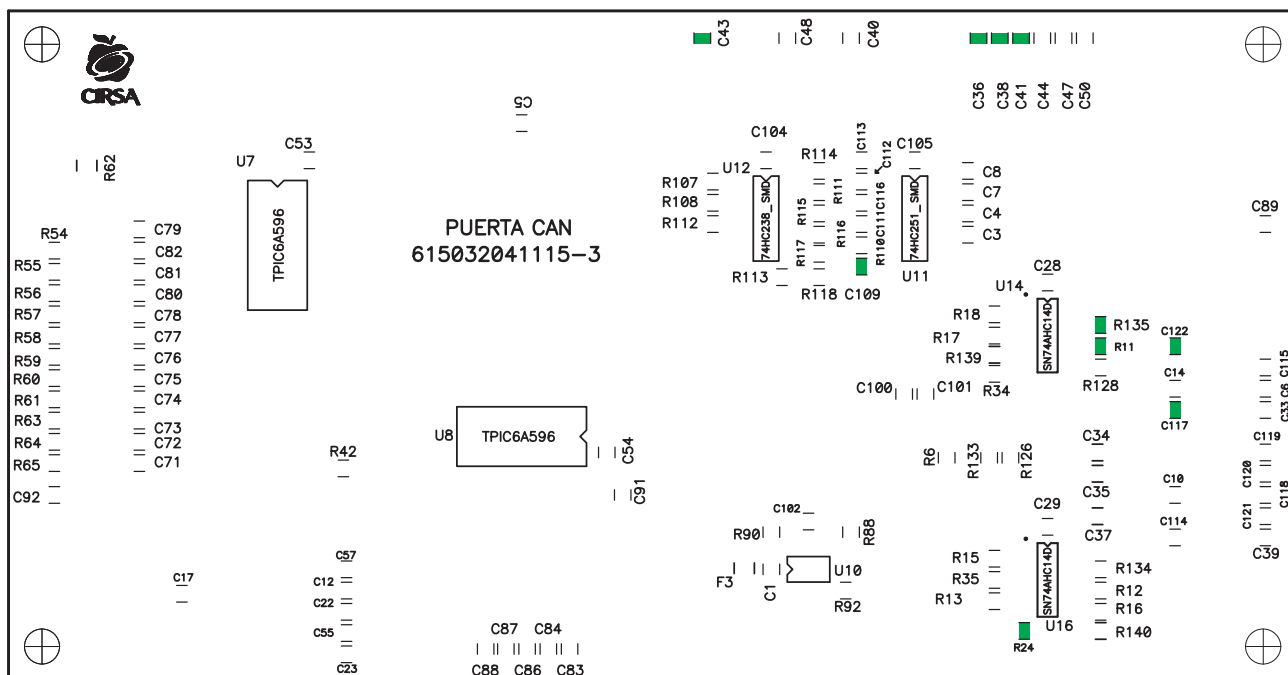 C43
C48
C40
CIRSA
C36
C38
C41
C44
C47
C50
C5
C53
U7
R62
C104
U12
R114
C113
C112
C105
R107
R108
R112
74HC238_SMD
R111
R115
C116
C111
R116
R110
R117
74HC251_SMD
C8
C7
C4
C3
C89
PUERTA CAN
615032041115-3
TPIC6A596
R54
R55
R56
R57
R58
R59
R60
R61
R63
R64
R65
C92
C79
C82
C81
C80
C78
C77
C76
C75
C74
C73
C72
C71
R113
R118
C109
U11
C28
U14
R18
R17
R139
R34
SN74AHC14D
R135
R11
R128
C122
C14
C117
C115
C6
C33
C100
C101
U8
TPIC6A596
C54
C91
R42
R6
R133
R126
C34
C35
C37
C10
C114
C119
C120
C118
C121
C39
C102
R90
R88
F3
C1
U10
R92
C29
R15
R35
R13
SN74AHC14D
U16
R24
R134
R12
R16
R140
C17
C57
C12
C22
C55
C23
C87
C84
C88
C86
C83